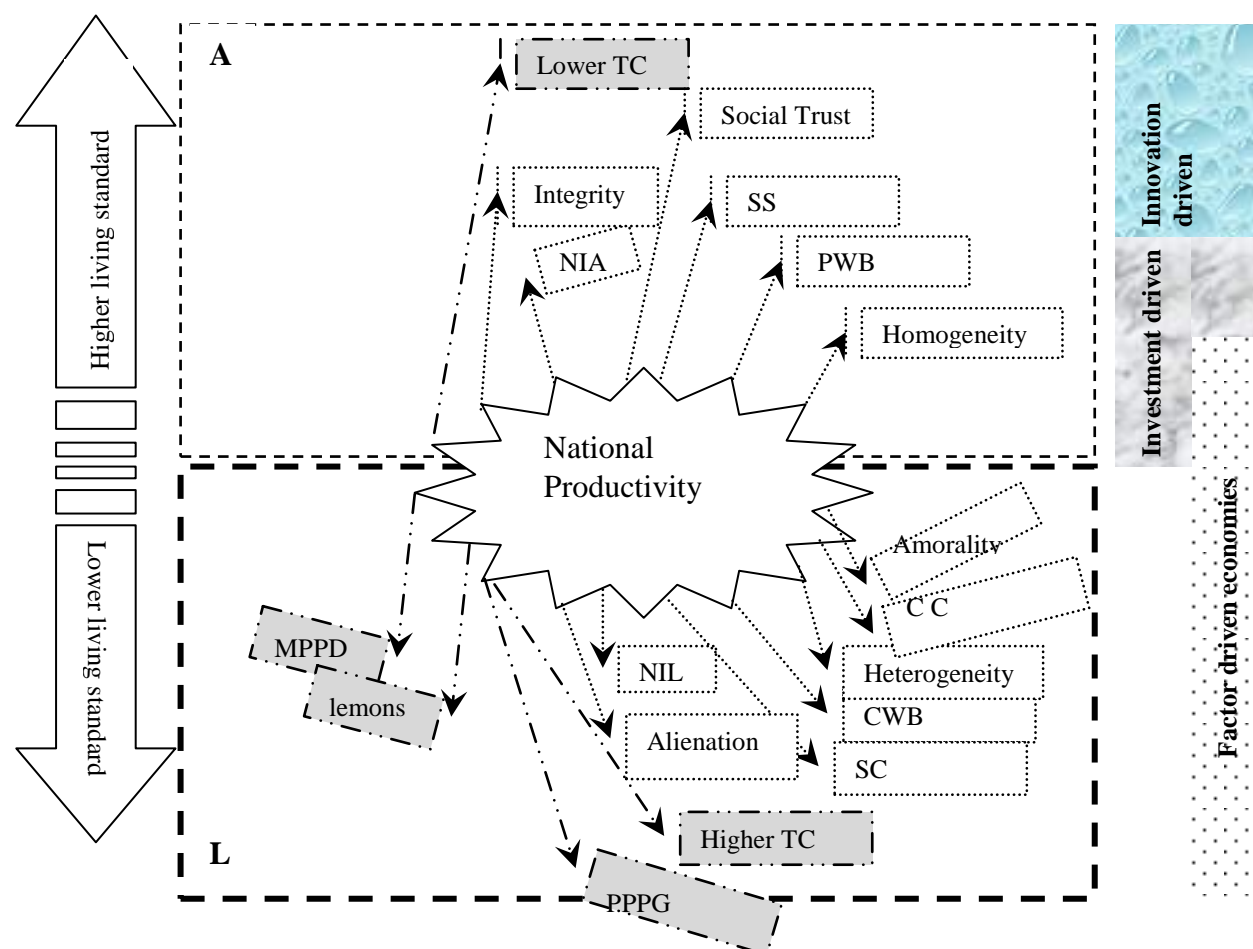 A
Lower TC
Social Trust
Integrity
SS
NIA
PWB
Homogeneity
National
Productivity
Higher living standard
Lower living standard
Innovation
driven
Investment driven
Factor driven economies
Amorality
C C
MPPD
lemons
NIL
Heterogeneity
CWB
Alienation
SC
Higher TC
L
P.PPG